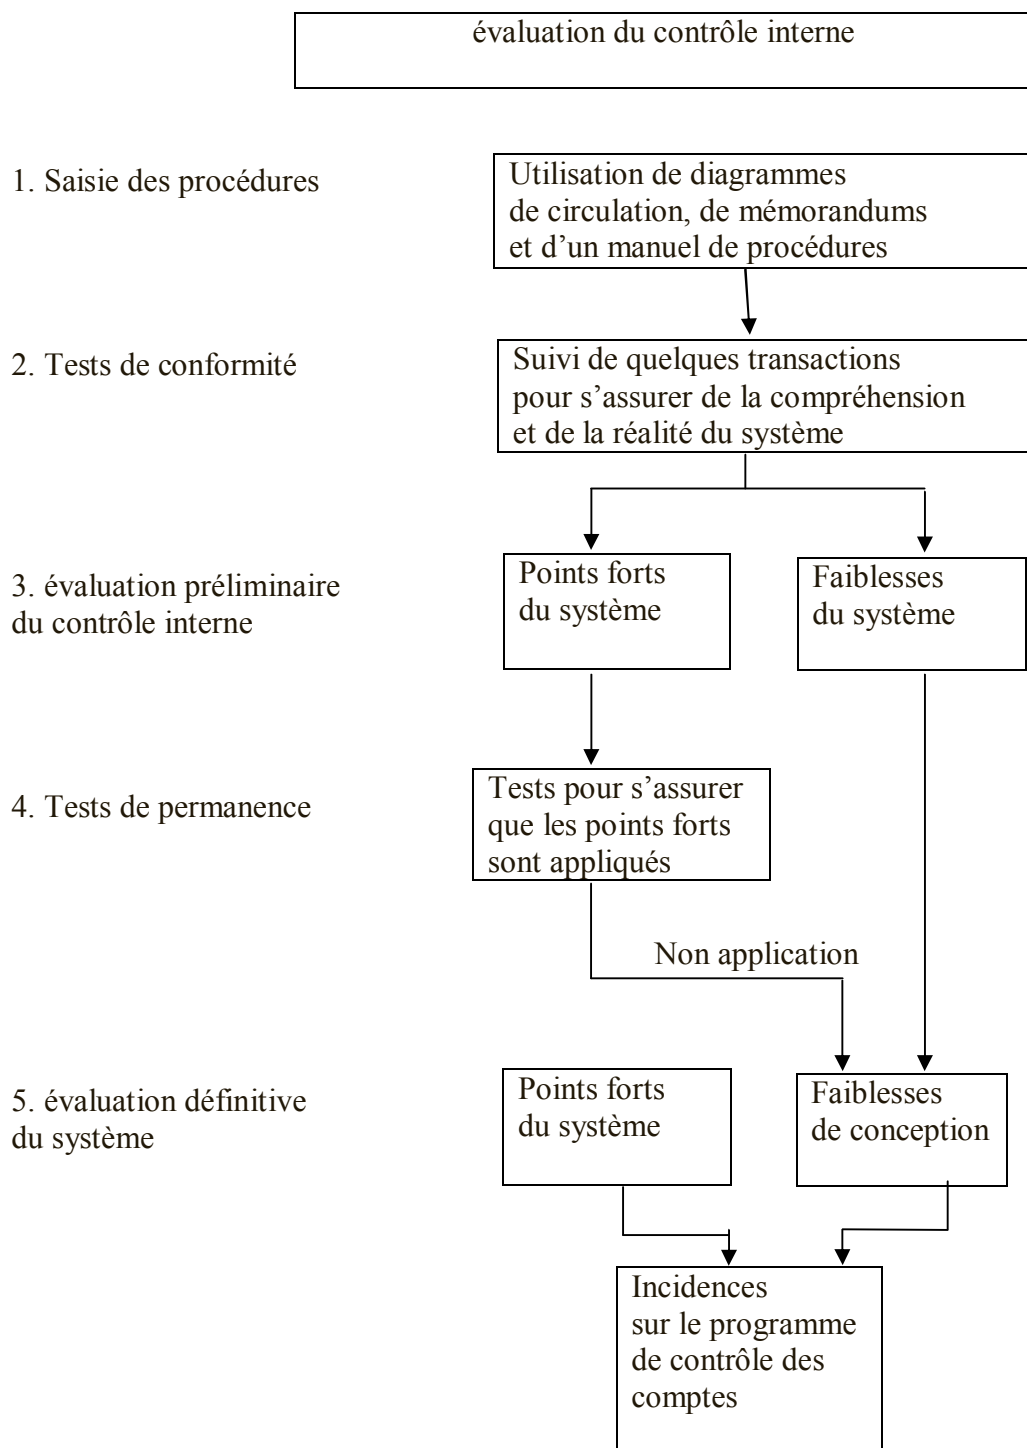 évaluation du contrôle interne
1. Saisie des procédures
Utilisation de diagrammes
de circulation, de mémorandums
et d’un manuel de procédures
2. Tests de conformité
Suivi de quelques transactions
pour s’assurer de la compréhension
et de la réalité du système
3. évaluation préliminaire
du contrôle interne
Points forts
du système
Faiblesses
du système
4. Tests de permanence
Tests pour s’assurer
que les points forts
sont appliqués
Non application
5. évaluation définitive
du système
Points forts
du système
Faiblesses
de conception
Incidences
sur le programme
de contrôle des
comptes